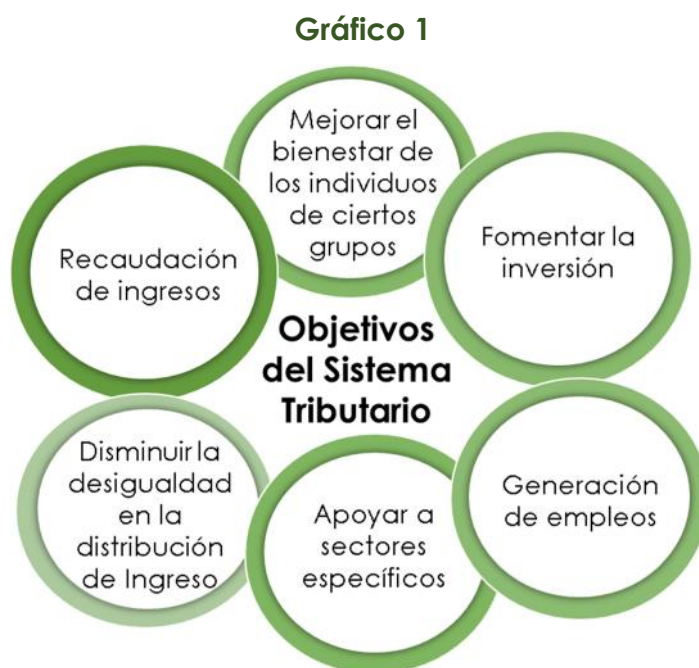 Gráfico 1
Mejorar el
bienestar de
los individuos
de ciertos
grupos
Fomentar la
inversión
Generación
de empleos
Apoyar a
sectores
específicos
Disminuir la
desigualdad
en la
distribución
de Ingreso
Recaudación
de ingresos
Objetivos
del Sistema
Tributario